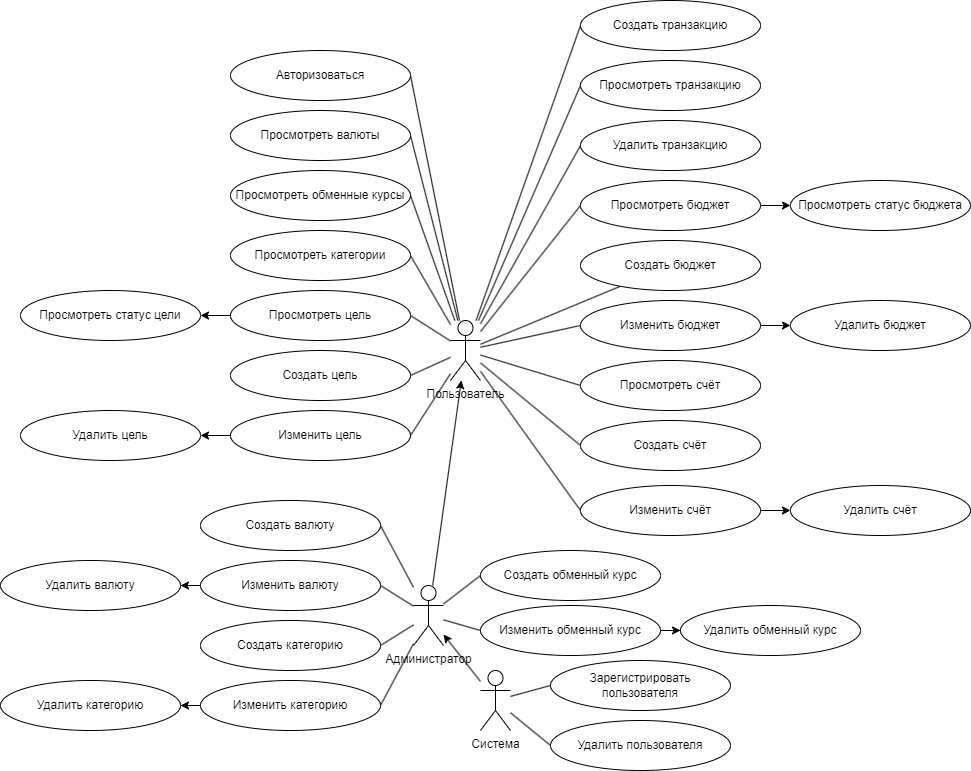 Создать транзакцию
Авторизоваться
Просмотреть транзакцию
Просмотреть валюты
Удалить транзакцию
Просмотреть обменные курсы
Просмотреть бюджет
Просмотреть статус бюджета
Просмотреть категории
Создать бюджет
Просмотреть статус цели
Просмотреть цель
Изменить бюджет
Удалить бюджет
Создать цель
Просмотреть счёт
Пользователь
Удалить цель
Изменить цель
Создать счёт
Изменить счёт
Удалить счёт
Создать валюту
Создать обменный курс
Удалить валюту
Изменить валюту
Изменить обменный курс
Удалить обменный курс
Создать категорию
Администратор
Зарегистрировать
пользователя
Удалить категорию
Изменить категорию
Система
Удалить пользователя